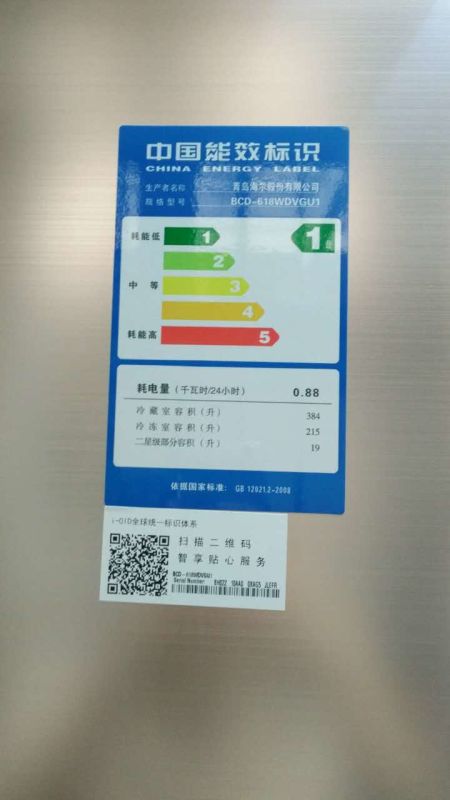 中国能效标识
CHINA ENERGY LABEL
生产者名称 青岛海尔股份有限公司
规格型号 BCD-618WDVGU1
耗能低 1 1级
2
中 等 3
4
耗能高 5
耗电量（千瓦时/24小时） 0.88
冷藏室容积（升） 384
冷冻室容积（升） 215
二星级部分容积（升） 19
依据国家标准： GB 12021.2-2008
i-OID全球统一标识体系
扫描二维码
智享贴心服务
BCD-618WDVGU1
Serial Number: